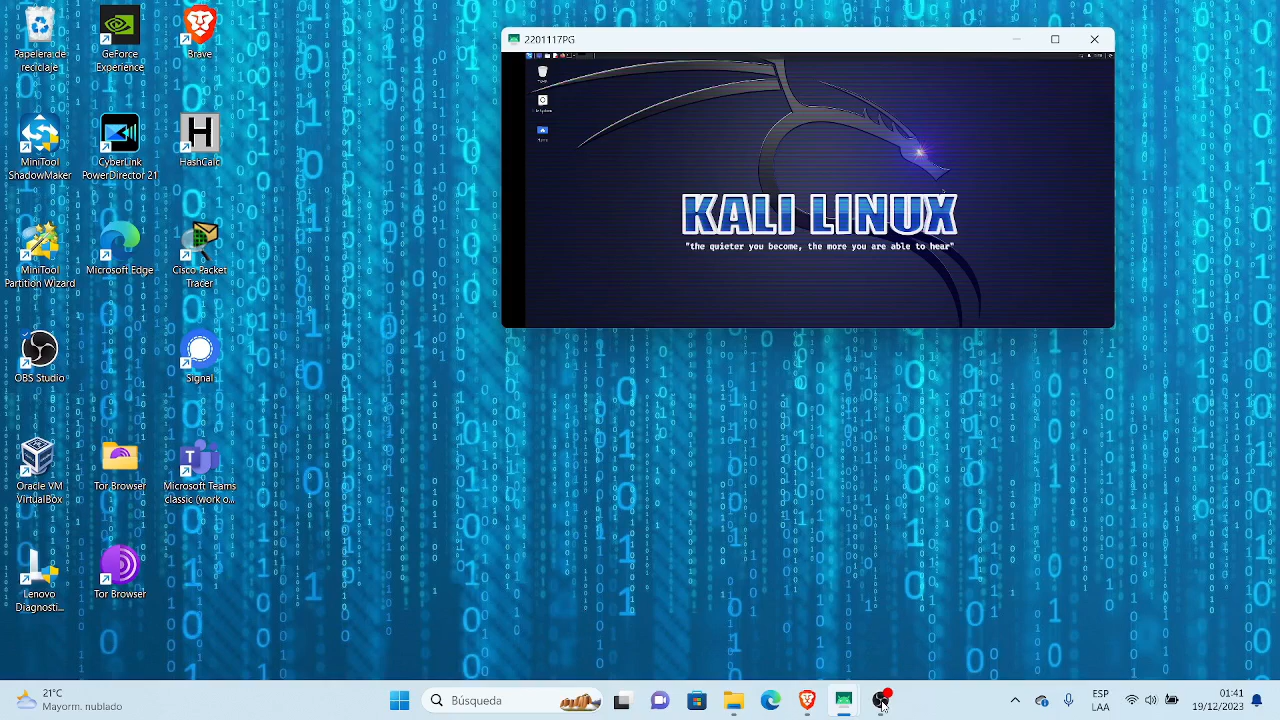 Papelera de
reciclaje
GeForce
Experience
Brave
MiniTool
ShadowMaker
CyberLink
PowerDirector 21
HashCalc
MiniTool
Partition Wizard
Microsoft Edge
Cisco Packet
Tracer
OBS Studio
Signal
Oracle VM
VirtualBox
Tor Browser
Microsoft Teams
classic (work o...
Lenovo
Diagnosti...
Tor Browser
2201117PG
KALI LINUX
"the quieter you become, the more you are able to hear"
21°C
Mayorm. nublado
Búsqueda
ESP
LAA
01:41
19/12/2023